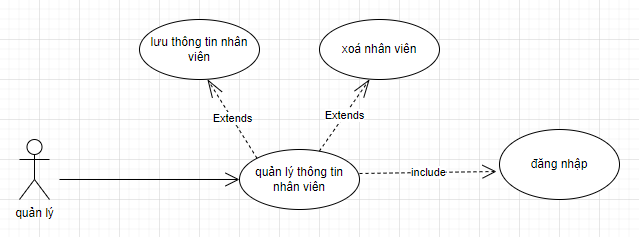 lưu thông tin nhân
viên
xoá nhân viên
Extends
Extends
quản lý thông tin
nhân viên
include
đăng nhập
quản lý